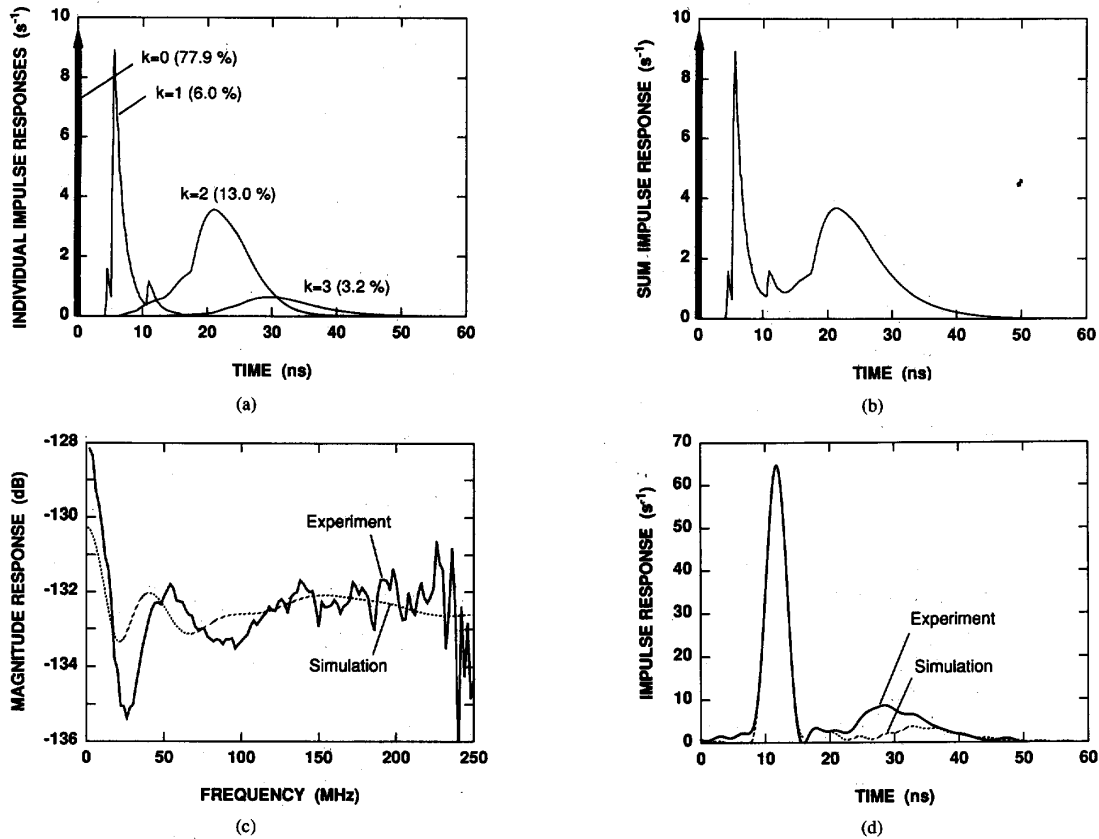 INDIVIDUAL IMPULSE RESPONSES (s⁻¹)
10
8
6
4
2
0
k=0 (77.9 %)
k=1 (6.0 %)
k=2 (13.0 %)
k=3 (3.2 %)
0 10 20 30 40 50 60
TIME (ns)
(a)
SUM IMPULSE RESPONSE (s⁻¹)
10
8
6
4
2
0
0 10 20 30 40 50 60
TIME (ns)
(b)
MAGNITUDE RESPONSE (dB)
-128
-130
-132
-134
-136
Experiment
Simulation
0 50 100 150 200 250
FREQUENCY (MHz)
(c)
IMPULSE RESPONSE (s⁻¹)
70
60
50
40
30
20
10
0
Experiment
Simulation
0 10 20 30 40 50 60
TIME (ns)
(d)